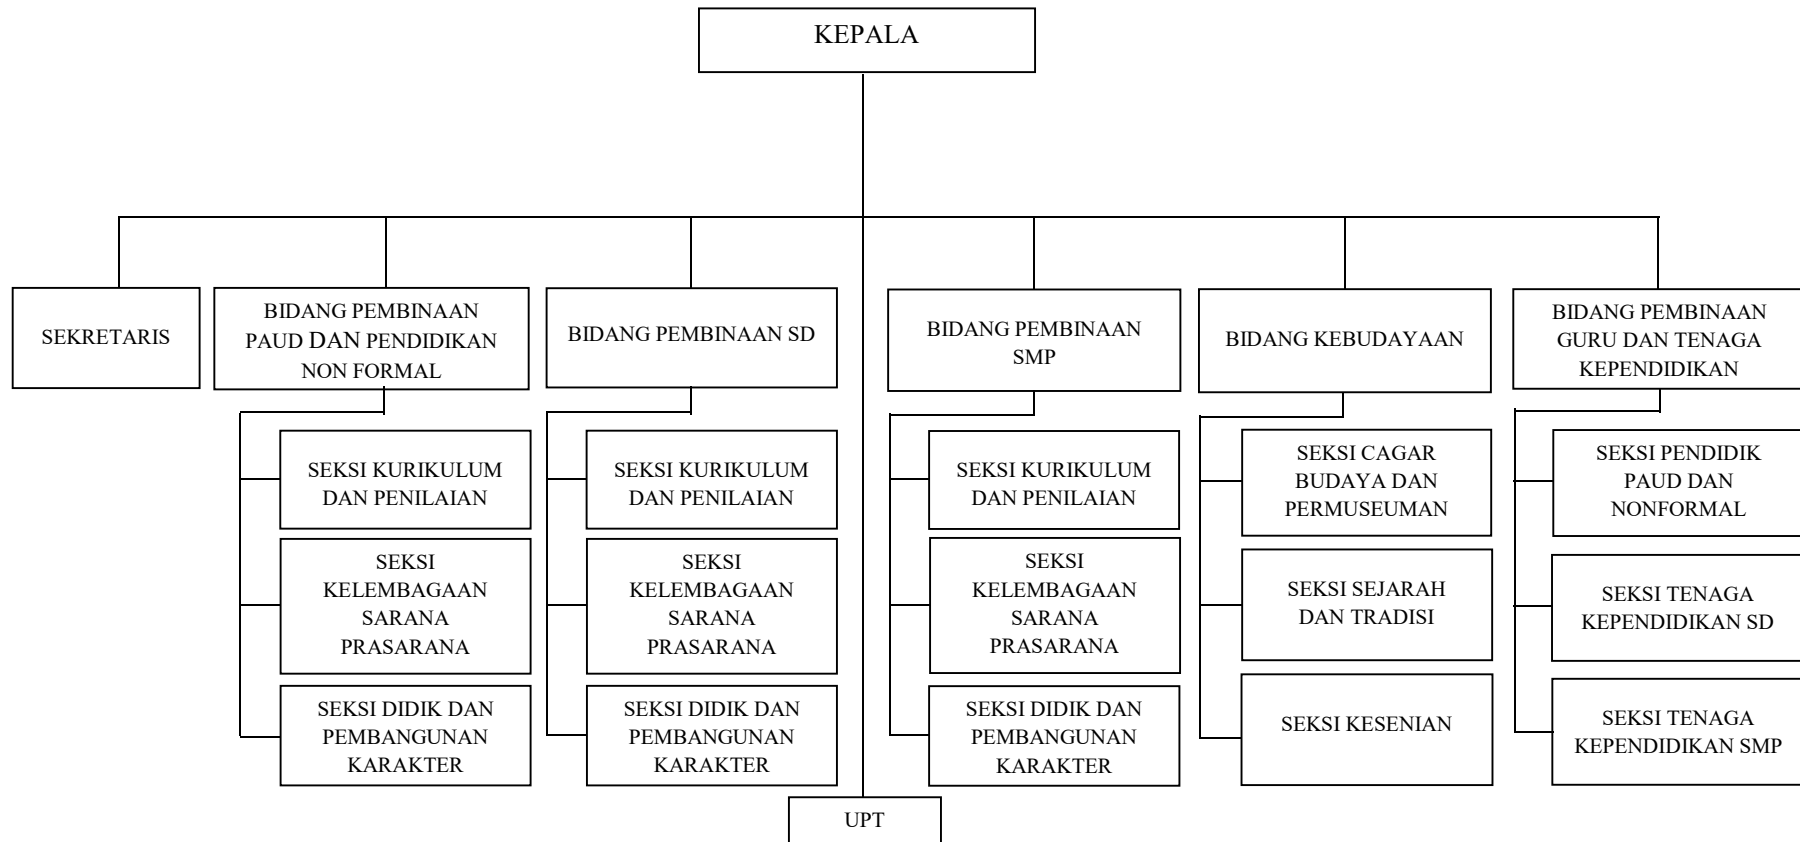 KEPALA
SEKRETARIS
BIDANG PEMBINAAN
PAUD DAN PENDIDIKAN
NON FORMAL
BIDANG PEMBINAAN SD
BIDANG PEMBINAAN
SMP
BIDANG KEBUDAYAAN
BIDANG PEMBINAAN
GURU DAN TENAGA
KEPENDIDIKAN
SEKSI KURIKULUM
DAN PENILAIAN
SEKSI
KELEMBAGAAN
SARANA
PRASARANA
SEKSI DIDIK DAN
PEMBANGUNAN
KARAKTER
SEKSI KURIKULUM
DAN PENILAIAN
SEKSI
KELEMBAGAAN
SARANA
PRASARANA
SEKSI DIDIK DAN
PEMBANGUNAN
KARAKTER
SEKSI KURIKULUM
DAN PENILAIAN
SEKSI
KELEMBAGAAN
SARANA
PRASARANA
SEKSI DIDIK DAN
PEMBANGUNAN
KARAKTER
SEKSI CAGAR
BUDAYA DAN
PERMUSEUMAN
SEKSI SEJARAH
DAN TRADISI
SEKSI KESENIAN
SEKSI PENDIDIK
PAUD DAN
NONFORMAL
SEKSI TENAGA
KEPENDIDIKAN SD
SEKSI TENAGA
KEPENDIDIKAN SMP
UPT